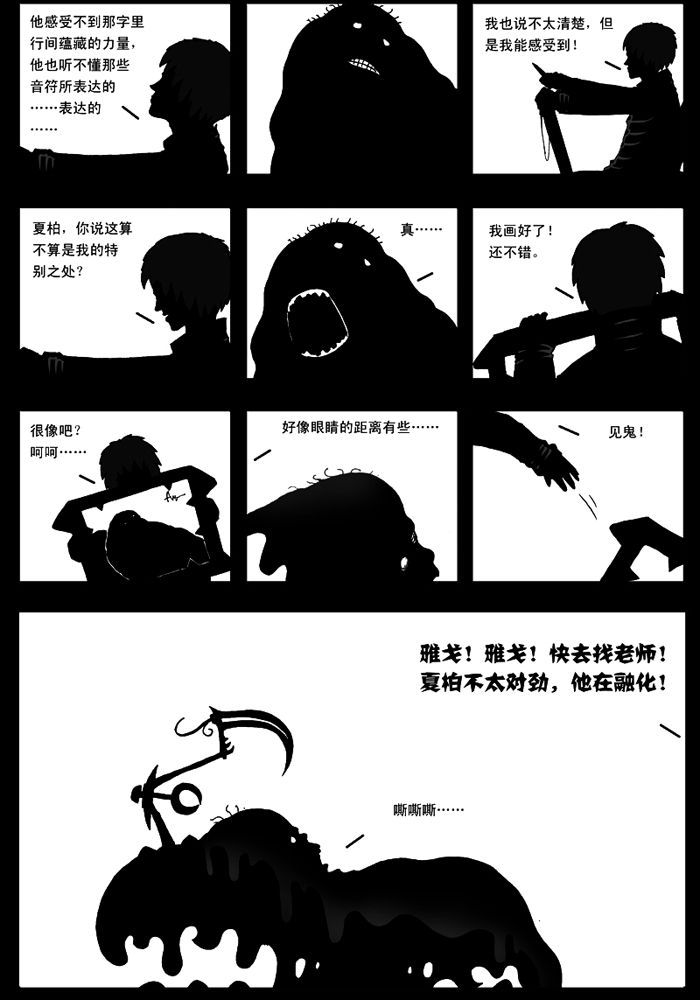 他感受不到那字里
行间蕴藏的力量，
他也听不懂那些
音符所表达的
……表达的
……
我也说不太清楚，但
是我能感受到！
夏柏，你说这算
不算是我的特
别之处？
真……
我画好了！
还不错。
很像吧？
呵呵……
好像眼睛的距离有些……
见鬼！
雅戈！雅戈！快去找老师！
夏柏不太对劲，他在融化！
嘶嘶嘶……